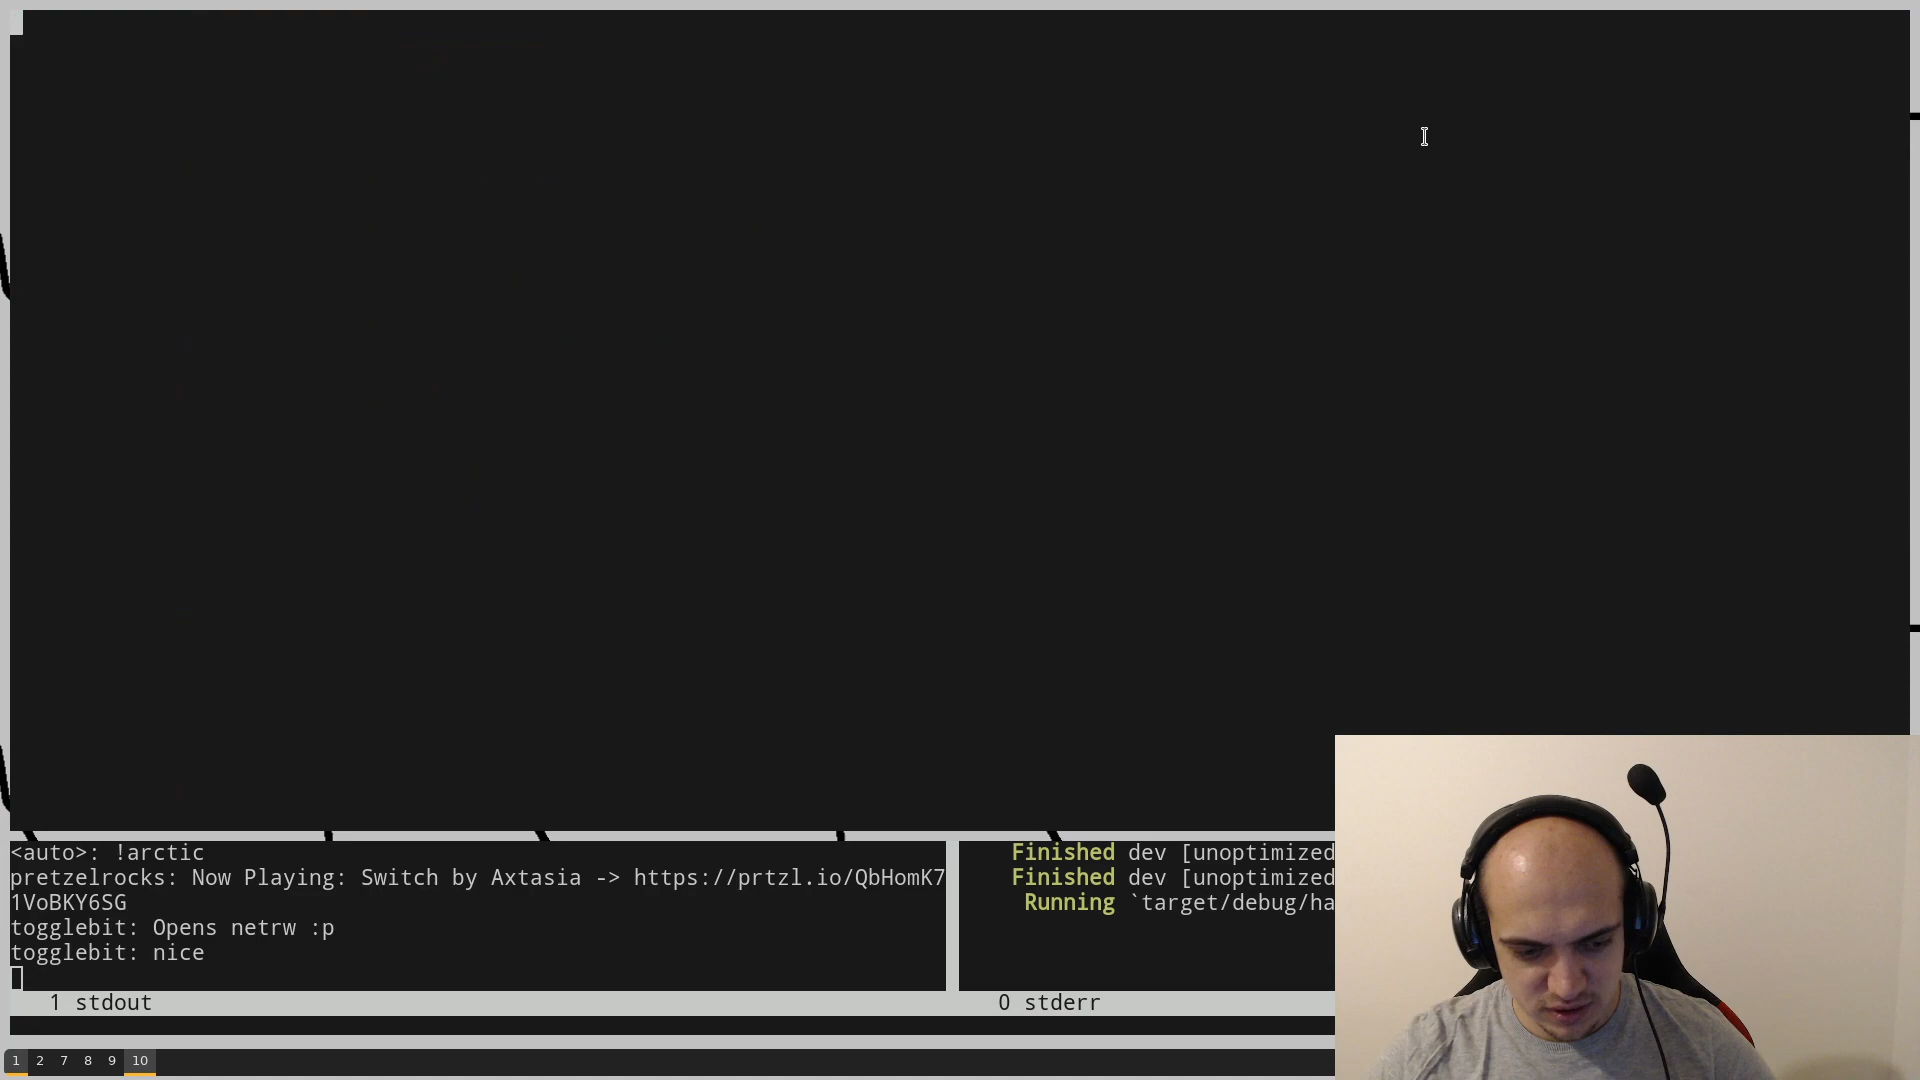 <auto>: !arctic
pretzelrocks: Now Playing: Switch by Axtasia -> https://prtzl.io/QbHomK7
1VoBKY6SG
togglebit: Opens netrw :p
togglebit: nice
1 stdout
Finished dev [unoptimized
Finished dev [unoptimized
Running `target/debug/ha
0 stderr
1 2 7 8 9 10